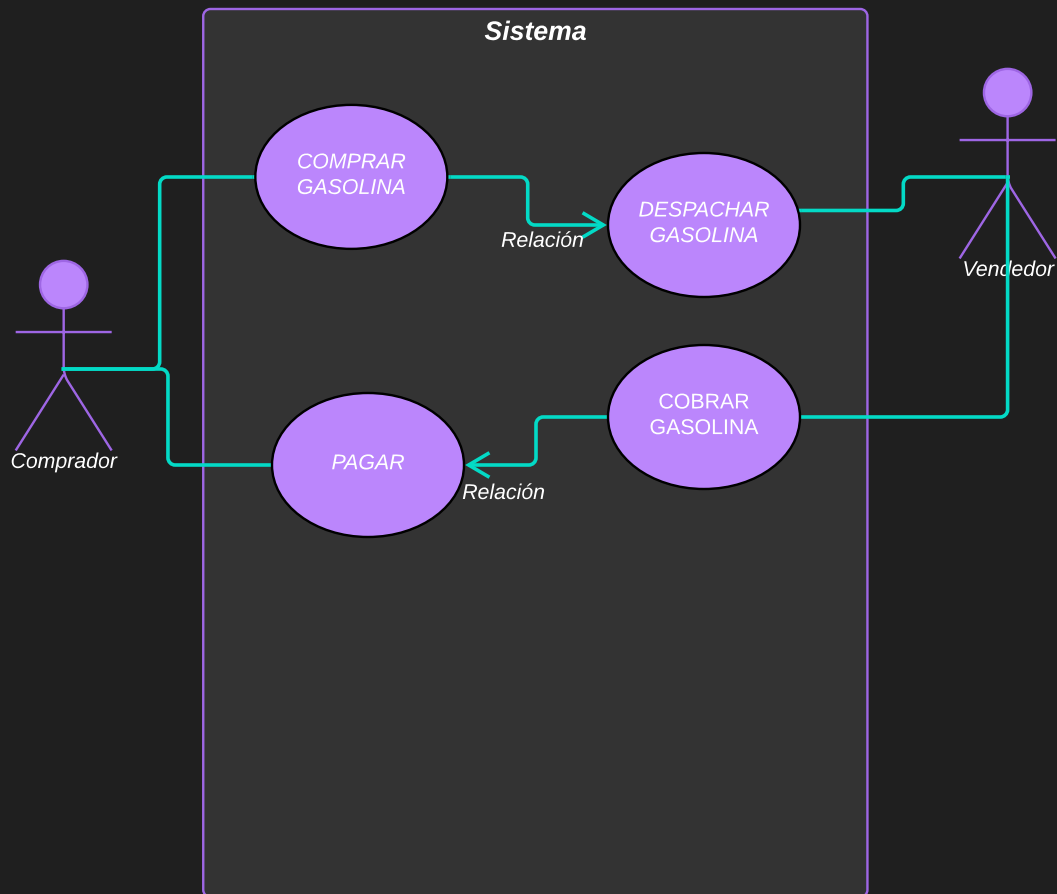 Sistema
COMPRAR
GASOLINA
DESPACHAR
GASOLINA
Relación
Vendedor
COBRAR
GASOLINA
Comprador
PAGAR
Relación